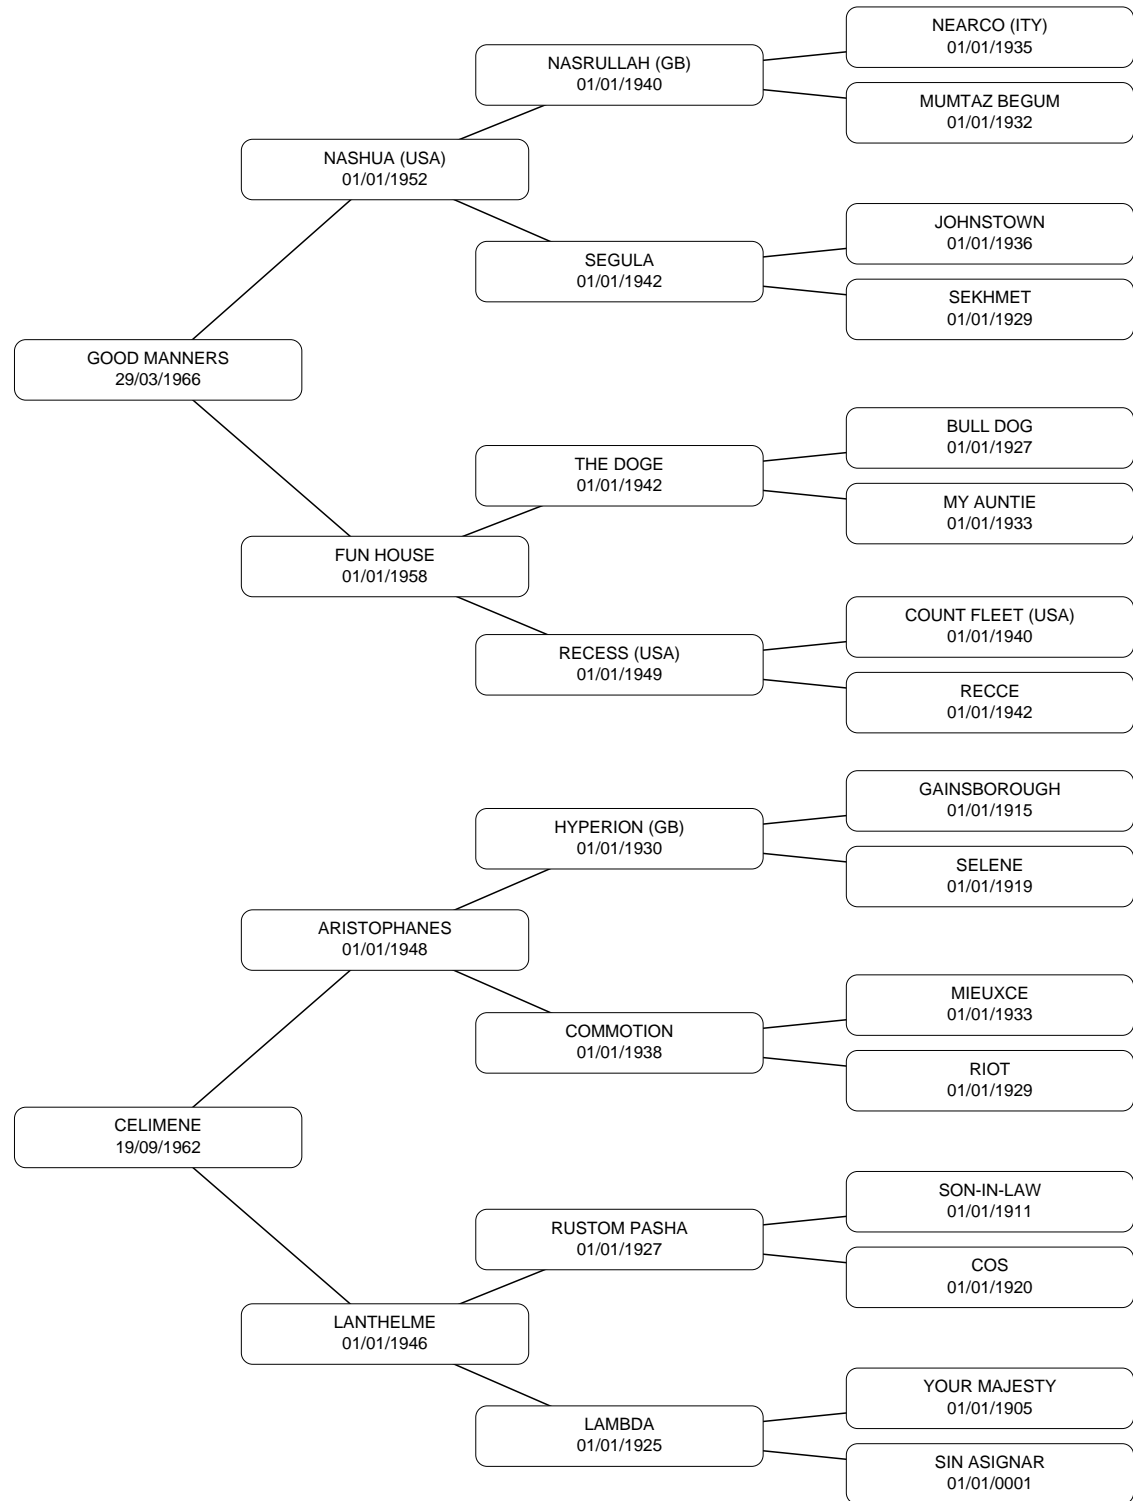 NEARCO (ITY)
01/01/1935
NASRULLAH (GB)
01/01/1940
MUMTAZ BEGUM
01/01/1932
NASHUA (USA)
01/01/1952
JOHNSTOWN
01/01/1936
SEGULA
01/01/1942
SEKHMET
01/01/1929
GOOD MANNERS
29/03/1966
BULL DOG
01/01/1927
THE DOGE
01/01/1942
MY AUNTIE
01/01/1933
FUN HOUSE
01/01/1958
COUNT FLEET (USA)
01/01/1940
RECESS (USA)
01/01/1949
RECCE
01/01/1942
GAINSBOROUGH
01/01/1915
HYPERION (GB)
01/01/1930
SELENE
01/01/1919
ARISTOPHANES
01/01/1948
MIEUXCE
01/01/1933
COMMOTION
01/01/1938
RIOT
01/01/1929
CELIMENE
19/09/1962
SON-IN-LAW
01/01/1911
RUSTOM PASHA
01/01/1927
COS
01/01/1920
LANTHELME
01/01/1946
YOUR MAJESTY
01/01/1905
LAMBDA
01/01/1925
SIN ASIGNAR
01/01/0001